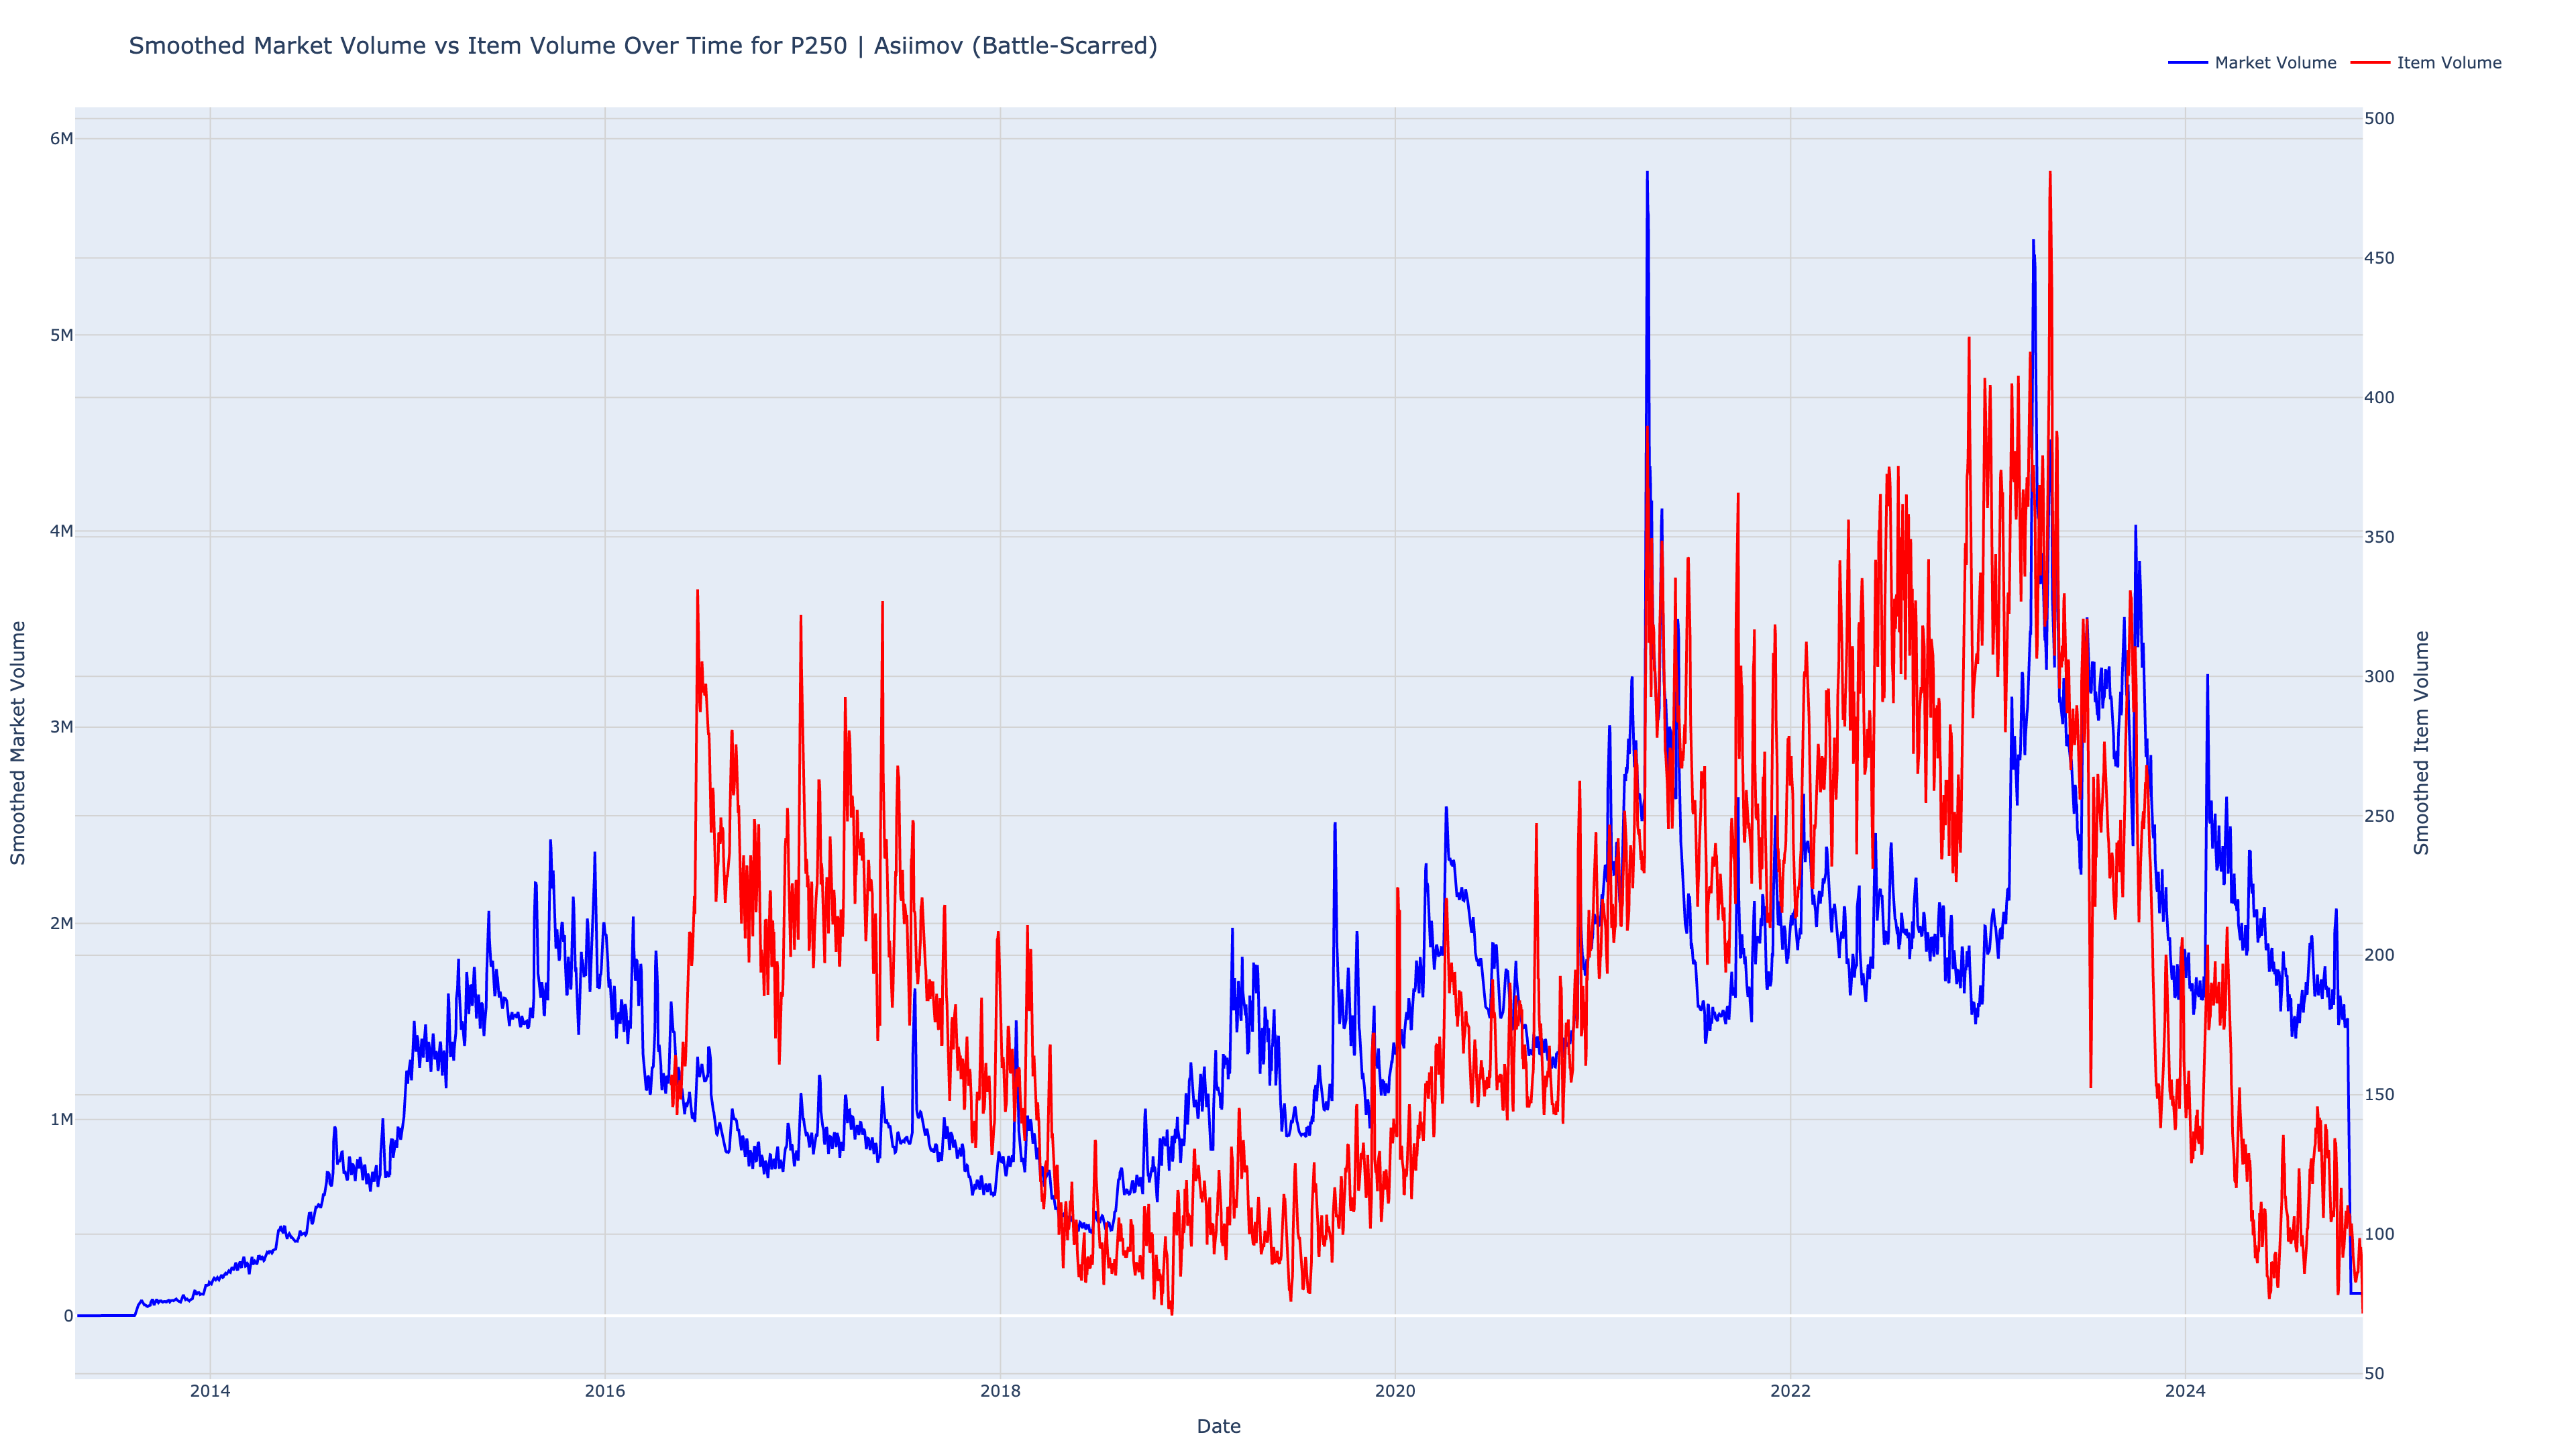 Smoothed Market Volume vs Item Volume Over Time for P250 | Asiimov (Battle-Scarred)
Market Volume
Item Volume
6M
5M
4M
3M
2M
1M
0
Smoothed Market Volume
500
450
400
350
300
250
200
150
100
50
Smoothed Item Volume
2014
2016
2018
2020
2022
2024
Date